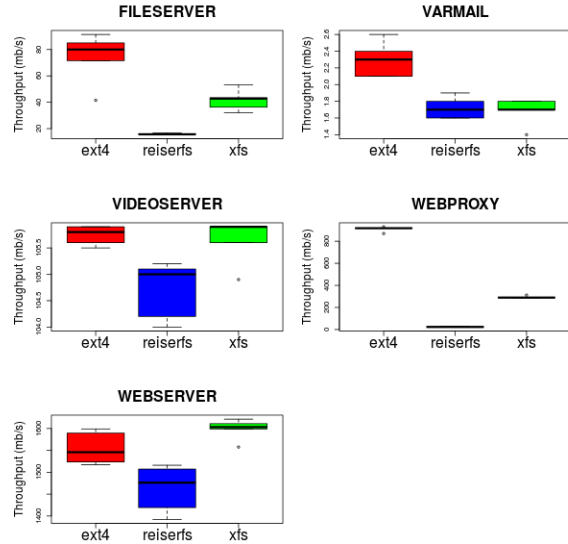 FILESERVER
Throughput (mb/s)
80
60
40
20
ext4 reiserfs xfs
VARMAIL
Throughput (mb/s)
2.6
2.4
2.2
2.0
1.8
1.6
1.4
ext4 reiserfs xfs
VIDEOSERVER
Throughput (mb/s)
105.5
105.0
104.5
104.0
ext4 reiserfs xfs
WEBPROXY
Throughput (mb/s)
800
600
400
200
0
ext4 reiserfs xfs
WEBSERVER
Throughput (mb/s)
1600
1500
1400
ext4 reiserfs xfs